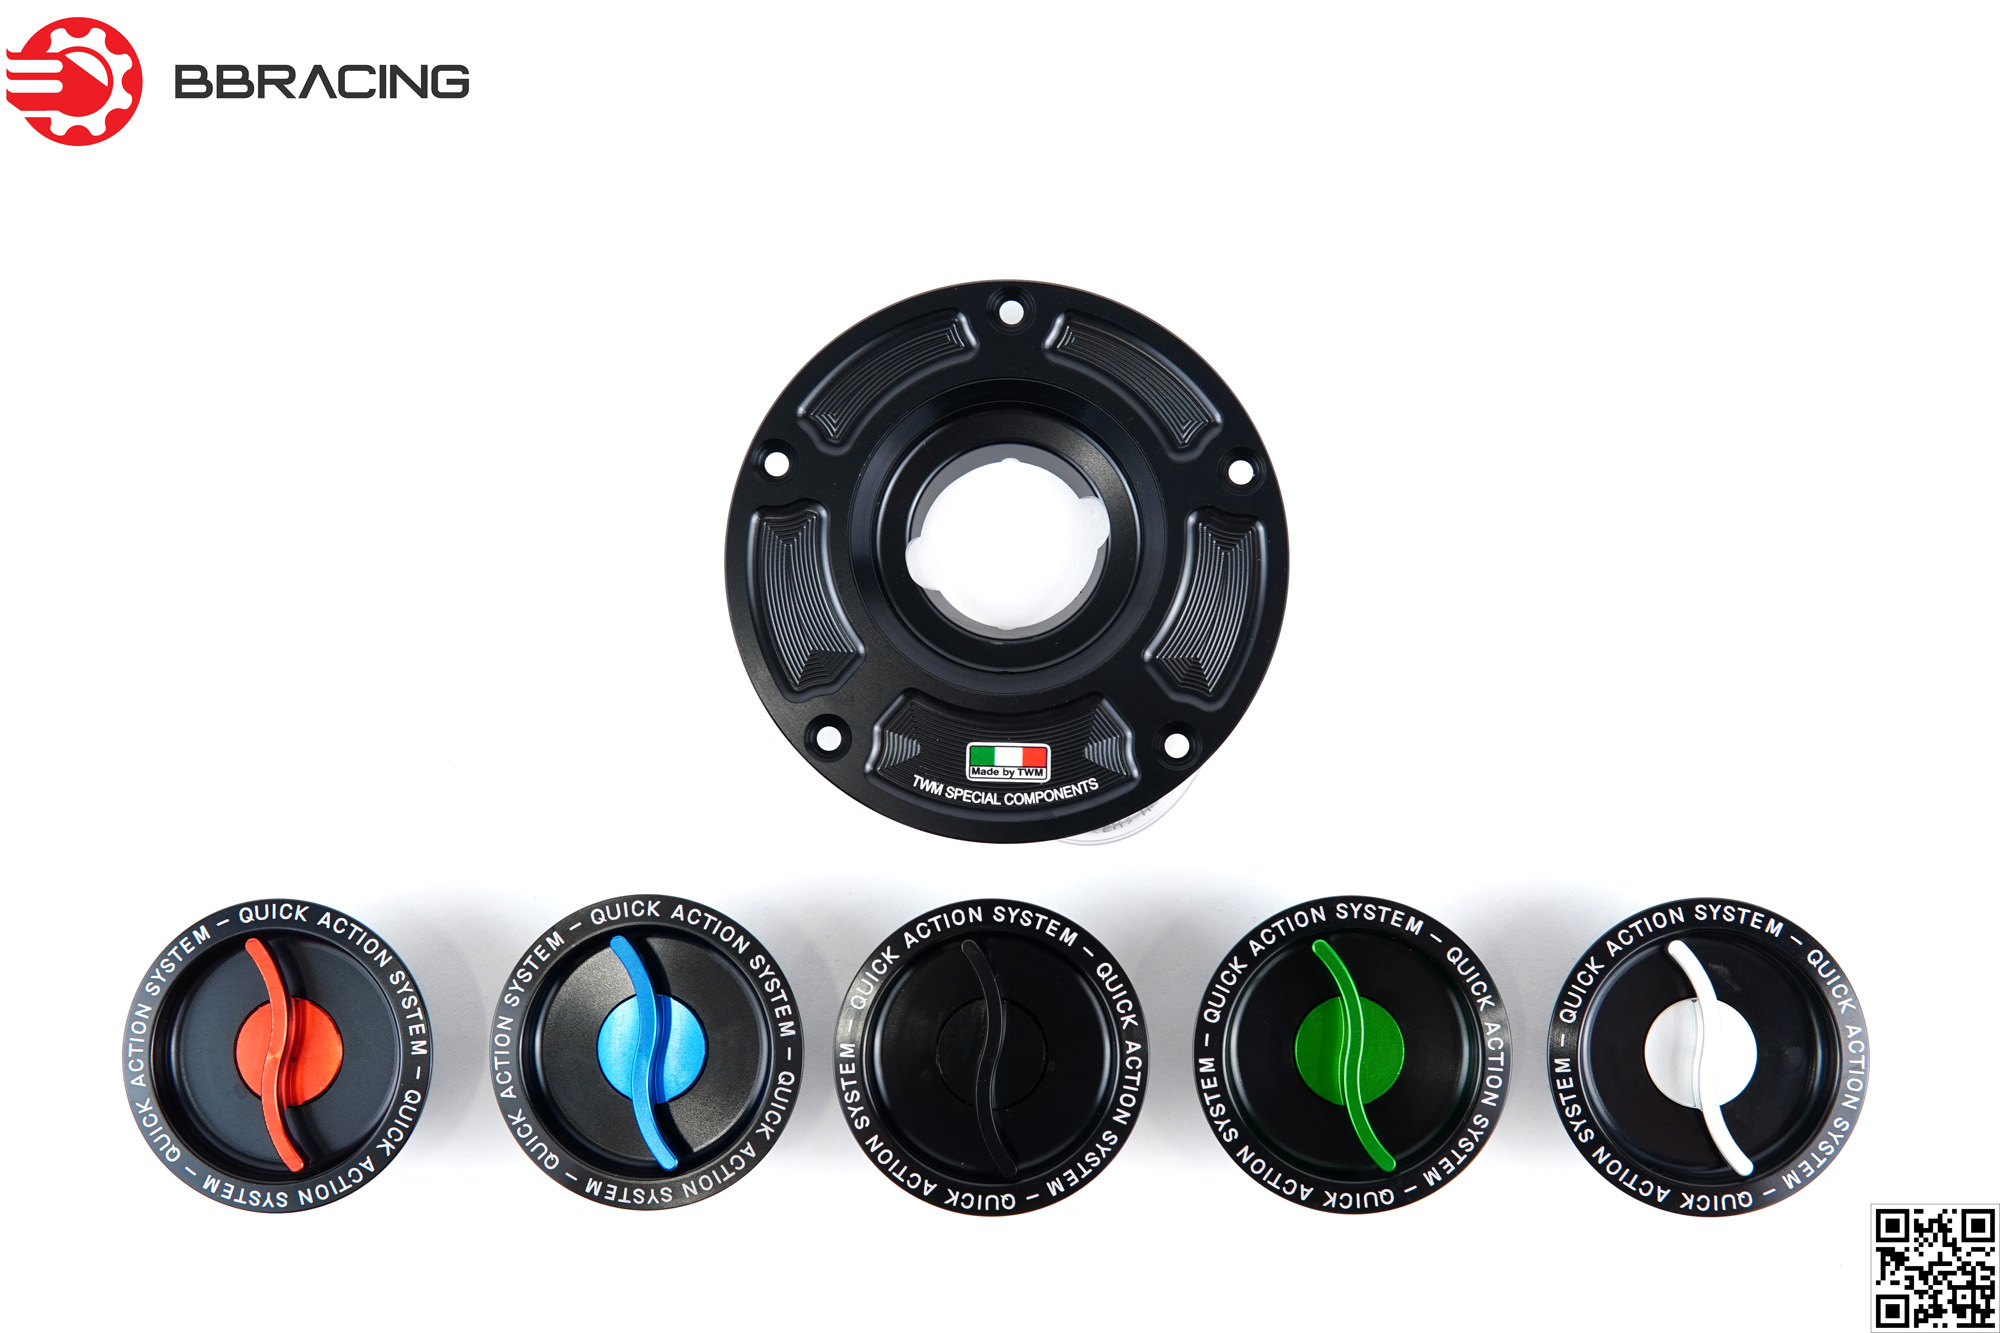 BBRACING
Made by TWM
TWM SPECIAL COMPONENTS
QUICK ACTION SYSTEM – QUICK ACTION SYSTEM – QUICK ACTION SYSTEM –
QUICK ACTION SYSTEM – QUICK ACTION SYSTEM – QUICK ACTION SYSTEM –
QUICK ACTION SYSTEM – QUICK ACTION SYSTEM – QUICK ACTION SYSTEM –
QUICK ACTION SYSTEM – QUICK ACTION SYSTEM – QUICK ACTION SYSTEM –
QUICK ACTION SYSTEM – QUICK ACTION SYSTEM – QUICK ACTION SYSTEM –